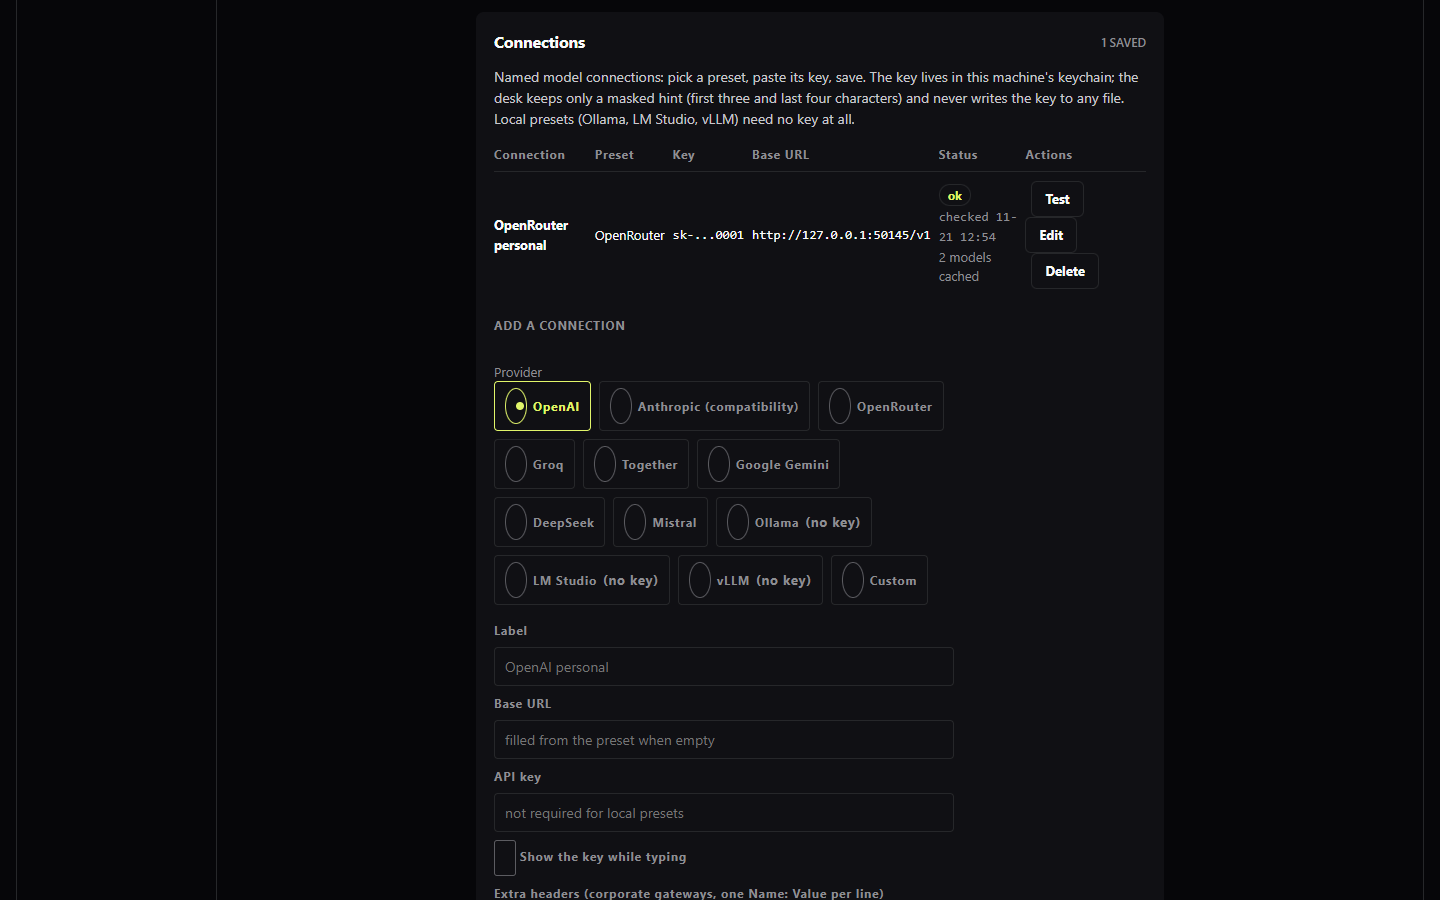 Connections
1 SAVED
Named model connections: pick a preset, paste its key, save. The key lives in this machine's keychain; the
desk keeps only a masked hint (first three and last four characters) and never writes the key to any file.
Local presets (Ollama, LM Studio, vLLM) need no key at all.
Connection Preset Key Base URL Status Actions
OpenRouter
personal
OpenRouter
sk-...0001
http://127.0.0.1:50145/v1
ok
checked 11-
21 12:54
2 models
cached
Test
Edit
Delete
ADD A CONNECTION
Provider
OpenAI Anthropic (compatibility) OpenRouter
Groq Together Google Gemini
DeepSeek Mistral Ollama (no key)
LM Studio (no key) vLLM (no key) Custom
Label
OpenAI personal
Base URL
filled from the preset when empty
API key
not required for local presets
Show the key while typing
Extra headers (corporate gateways, one Name: Value per line)